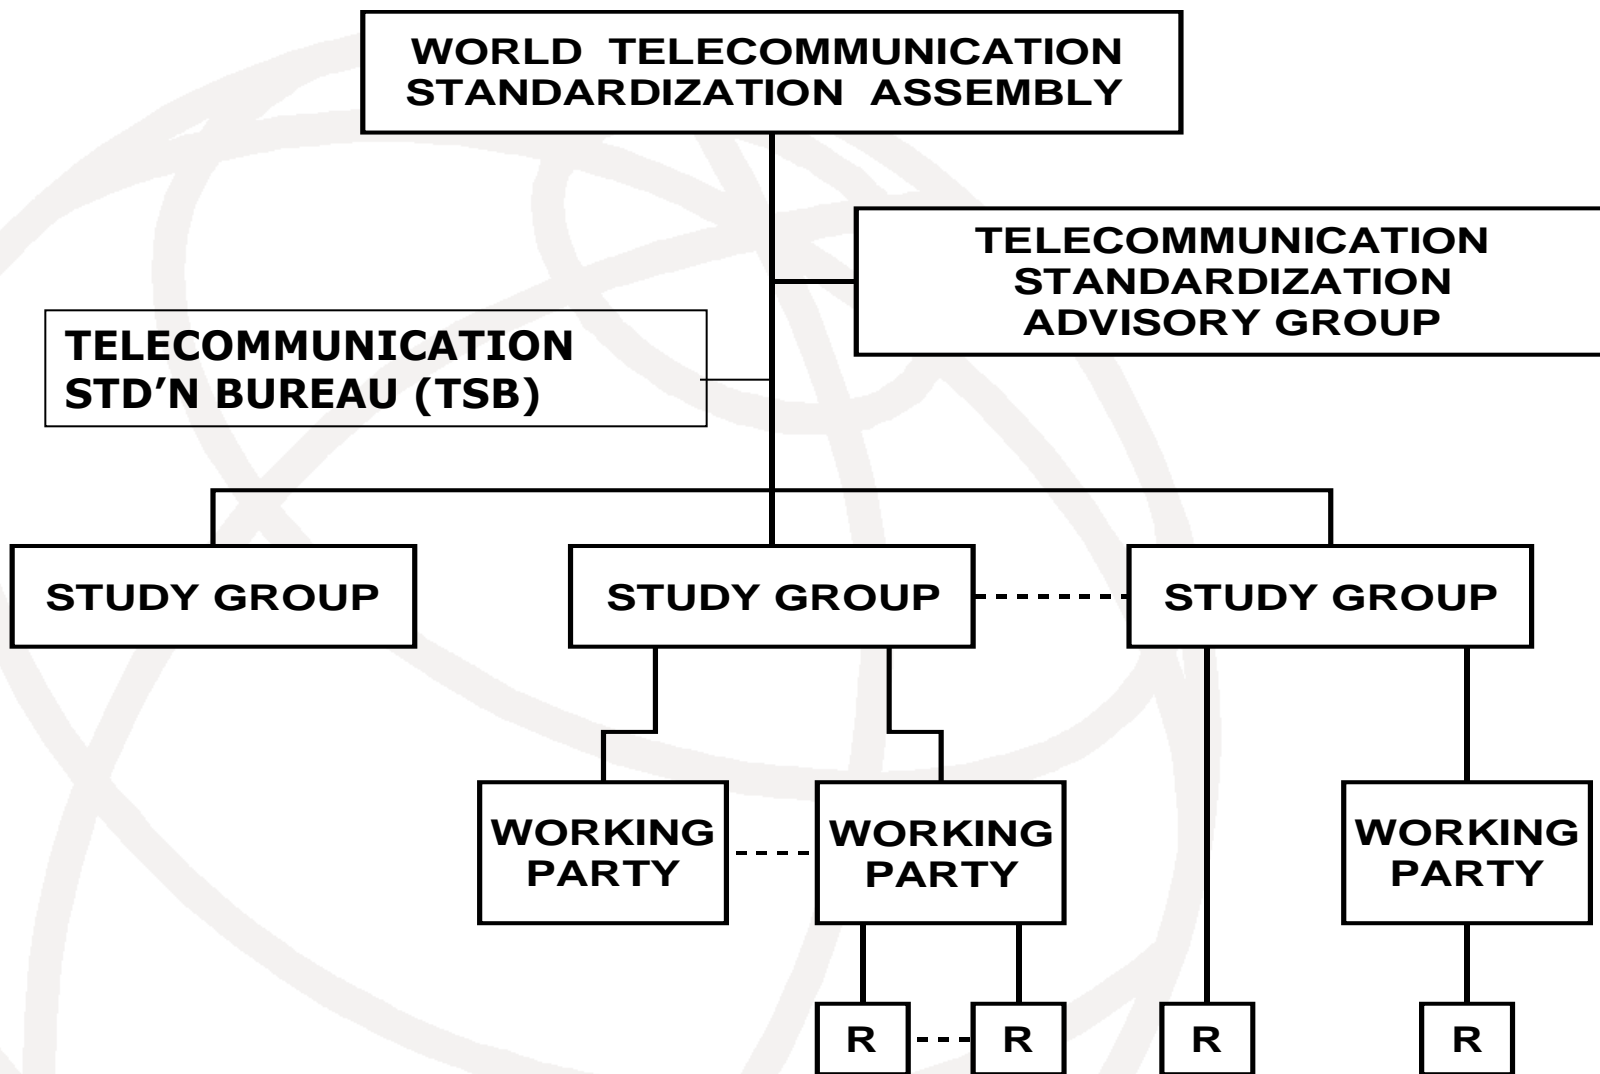 WORLD TELECOMMUNICATION
STANDARDIZATION ASSEMBLY
TELECOMMUNICATION
STANDARDIZATION
ADVISORY GROUP
TELECOMMUNICATION
STD’N BUREAU (TSB)
STUDY GROUP
STUDY GROUP
STUDY GROUP
WORKING
PARTY
WORKING
PARTY
WORKING
PARTY
R
R
R
R